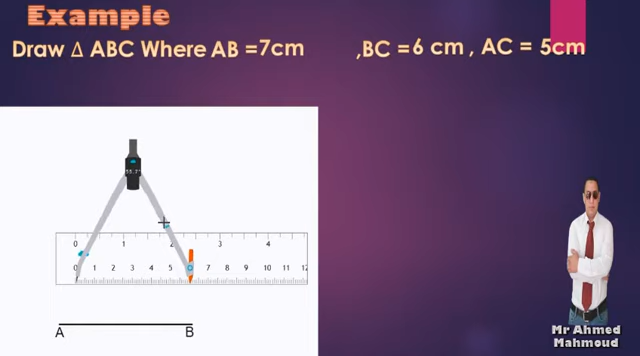 Example
Draw Δ ABC Where AB =7cm ,BC =6 cm , AC = 5cm
0 1 2 3 4
0 1 2 3 4 5 7 8 9 10 11 12
A B
Mr Ahmed
Mahmoud